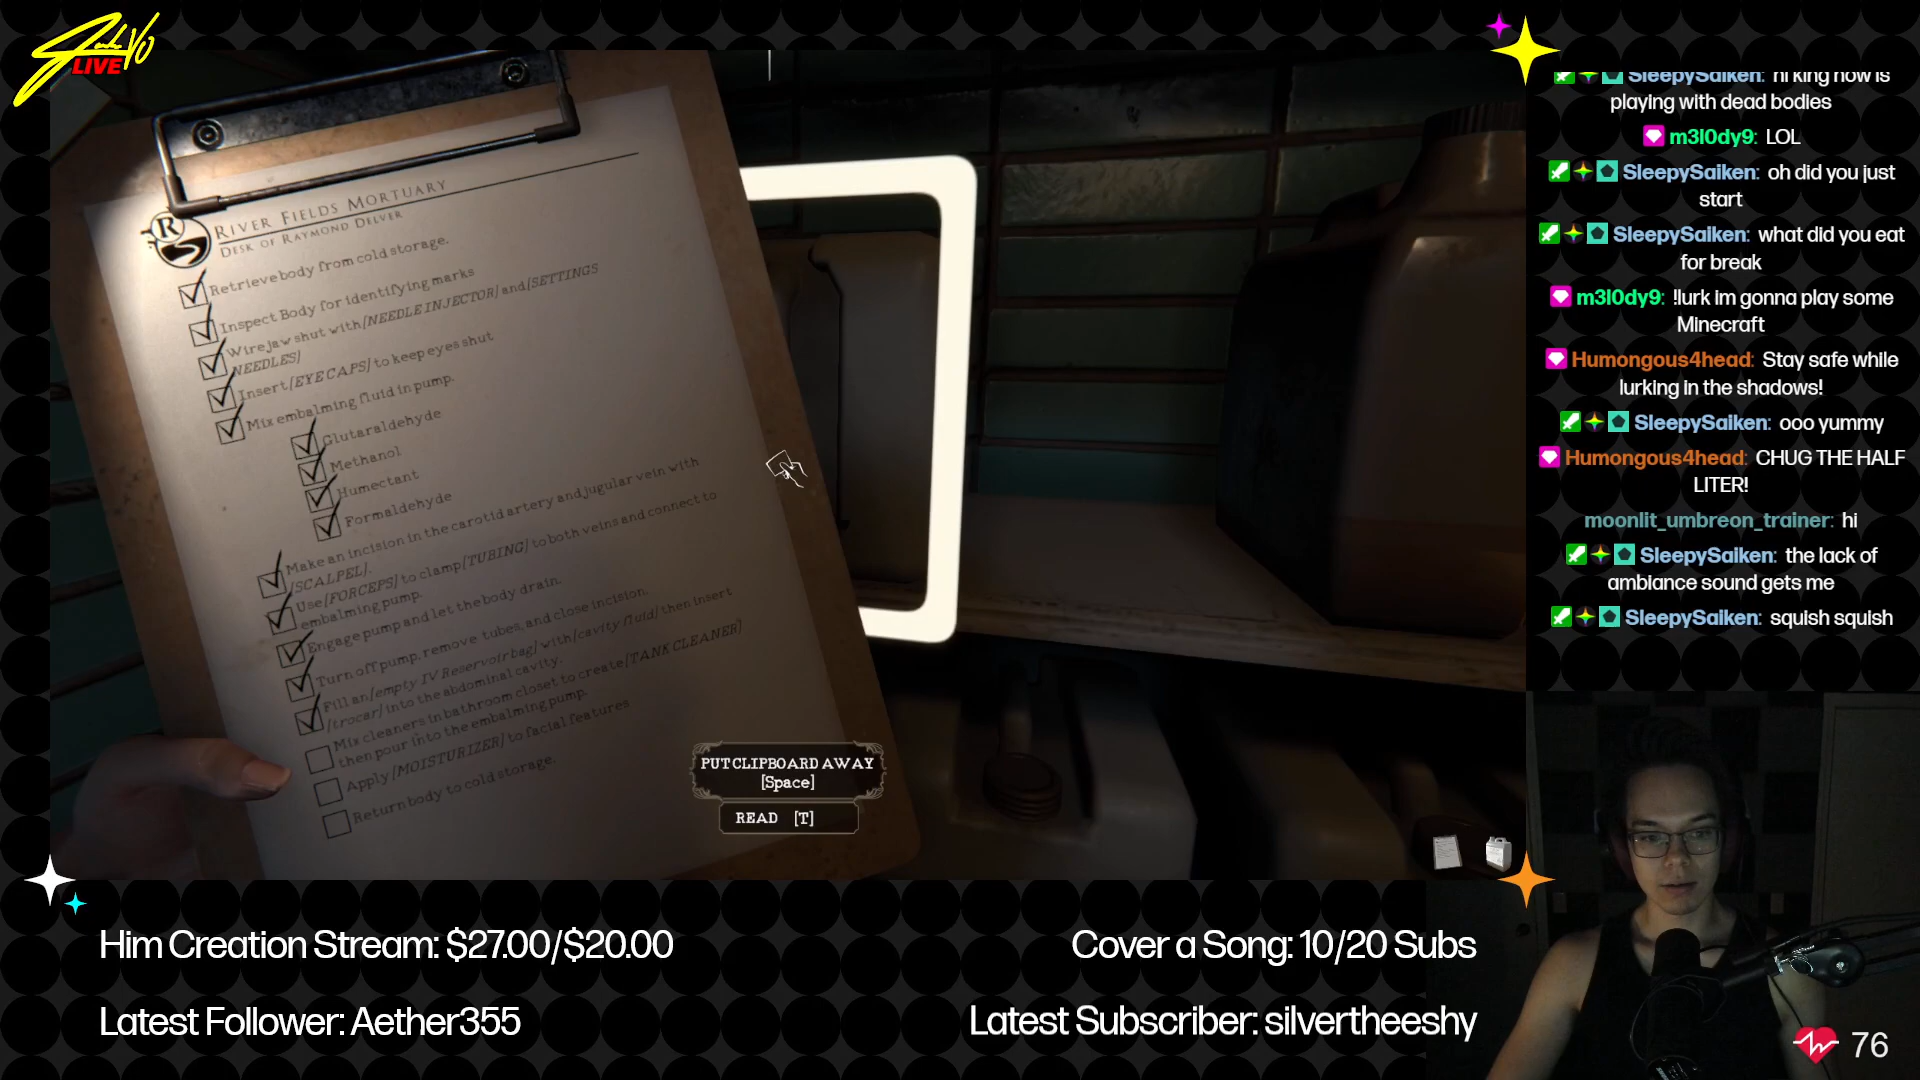 LIVE
RIVER FIELDS MORTUARY
DESK OF RAYMOND DELVER
Retrieve body from cold storage.
Inspect Body for identifying marks
Wire jaw shut with [NEEDLE INJECTOR] and [SETTINGS
NEEDLES]
Insert [EYE CAPS] to keep eyes shut
Mix embalming fluid in pump.
Glutaraldehyde
Methanol
Humectant
Formaldehyde
Make an incision in the carotid artery and jugular vein with
[SCALPEL].
Use [FORCEPS] to clamp [TUBING] to both veins and connect to
embalming pump.
Engage pump and let the body drain.
Turn off pump, remove tubes, and close incision.
Fill an [empty IV Reservoir bag] with [cavity fluid] then insert
[trocar] into the abdominal cavity.
Mix cleaners in bathroom closet to create [TANK CLEANER]
then pour into the embalming pump.
Apply [MOISTURIZER] to facial features
Return body to cold storage.
PUT CLIPBOARD AWAY
[Space]
READ [T]
SleepySaiken: hi king how is
playing with dead bodies
m3l0dy9: LOL
SleepySaiken: oh did you just
start
SleepySaiken: what did you eat
for break
m3l0dy9: !lurk im gonna play some
Minecraft
Humongous4head: Stay safe while
lurking in the shadows!
SleepySaiken: ooo yummy
Humongous4head: CHUG THE HALF
LITER!
moonlit_umbreon_trainer: hi
SleepySaiken: the lack of
ambiance sound gets me
SleepySaiken: squish squish
Him Creation Stream: $27.00/$20.00
Cover a Song: 10/20 Subs
Latest Follower: Aether355
Latest Subscriber: silvertheeshy
76